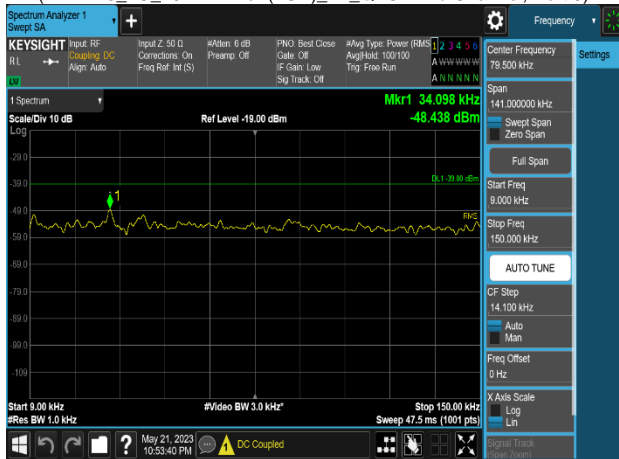 Spectrum Analyzer 1
Swept SA
+
Frequency
KEYSIGHT
RL
Input: RF
Coupling: DC
Align: Auto
Input Z: 50 Ω
Corrections: On
Freq Ref: Int (S)
#Atten: 6 dB
Preamp: Off
PNO: Best Close
Gate: Off
IF Gain: Low
Sig Track: Off
#Avg Type: Power (RMS
Avg|Hold: 100/100
Trig: Free Run
1 2 3 4 5 6
A W W W W W
A N N N N N
1 Spectrum
Scale/Div 10 dB
Ref Level -19.00 dBm
Mkr1 34.098 kHz
-48.438 dBm
Log
-29.0
-39.0
-49.0
-59.0
-69.0
-79.0
-89.0
-99.0
-109
DL1 -39.00 dBm
1
RMS
Start 9.00 kHz
#Res BW 1.0 kHz
#Video BW 3.0 kHz*
Stop 150.00 kHz
Sweep 47.5 ms (1001 pts)
Center Frequency
79.500 kHz
Settings
Span
141.000000 kHz
Swept Span
Zero Span
Full Span
Start Freq
9.000 kHz
Stop Freq
150.000 kHz
AUTO TUNE
CF Step
14.100 kHz
Auto
Man
Freq Offset
0 Hz
X Axis Scale
Log
Lin
Signal Track
(Span Zoom)
?
May 21, 2023
10:53:40 PM
DC Coupled